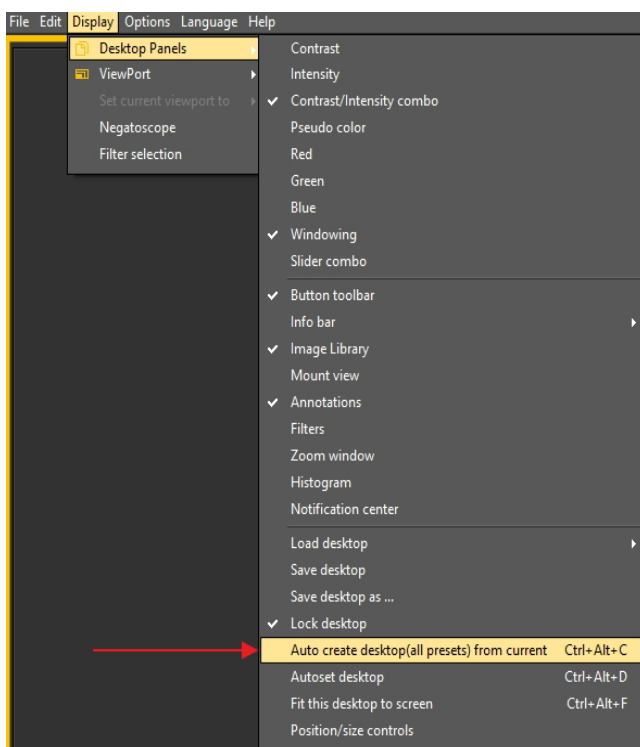 File Edit Display Options Language Help
Desktop Panels
ViewPort
Set current viewport to
Negatoscope
Filter selection
Contrast
Intensity
Contrast/Intensity combo
Pseudo color
Red
Green
Blue
Windowing
Slider combo
Button toolbar
Info bar
Image Library
Mount view
Annotations
Filters
Zoom window
Histogram
Notification center
Load desktop
Save desktop
Save desktop as ...
Lock desktop
Auto create desktop(all presets) from current Ctrl+Alt+C
Autoset desktop Ctrl+Alt+D
Fit this desktop to screen Ctrl+Alt+F
Position/size controls